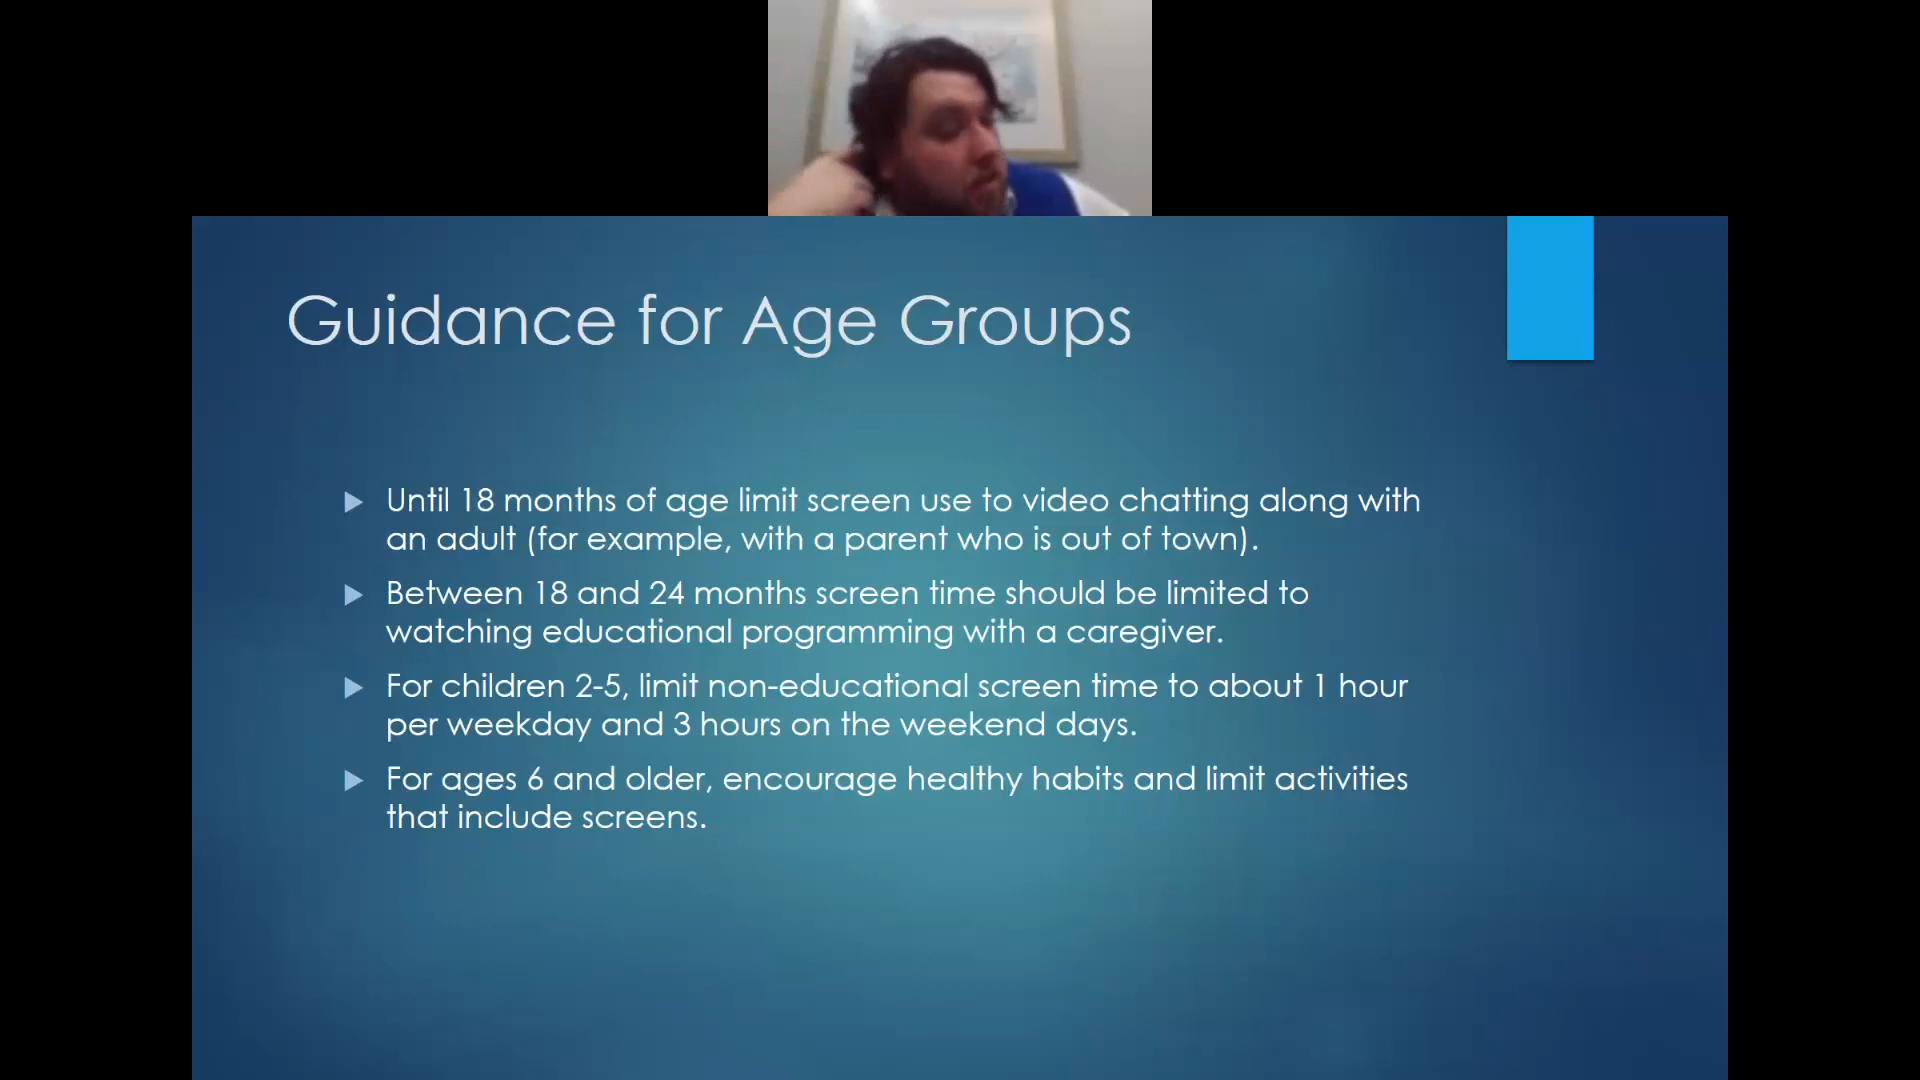 Guidance for Age Groups
Until 18 months of age limit screen use to video chatting along with
an adult (for example, with a parent who is out of town).
Between 18 and 24 months screen time should be limited to
watching educational programming with a caregiver.
For children 2-5, limit non-educational screen time to about 1 hour
per weekday and 3 hours on the weekend days.
For ages 6 and older, encourage healthy habits and limit activities
that include screens.